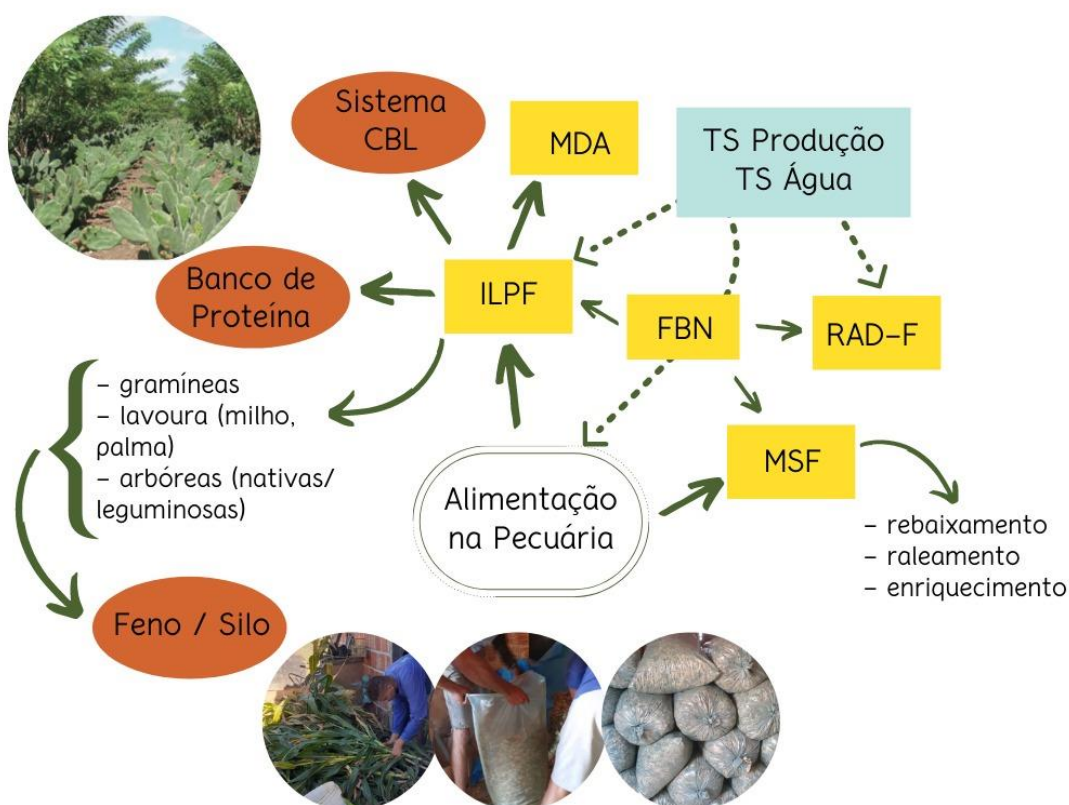 Sistema
CBL
MDA
TS Produção
TS Água
Banco de
Proteína
ILPF
FBN
RAD-F
- gramíneas
- lavoura (milho,
palma)
- arbóreas (nativas/
leguminosas)
MSF
Alimentação
na Pecuária
- rebaixamento
- raleamento
- enriquecimento
Feno / Silo